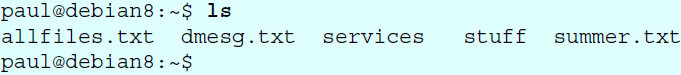 paul@debian8:~$ ls
allfiles.txt  dmesg.txt  services   stuff  summer.txt
paul@debian8:~$